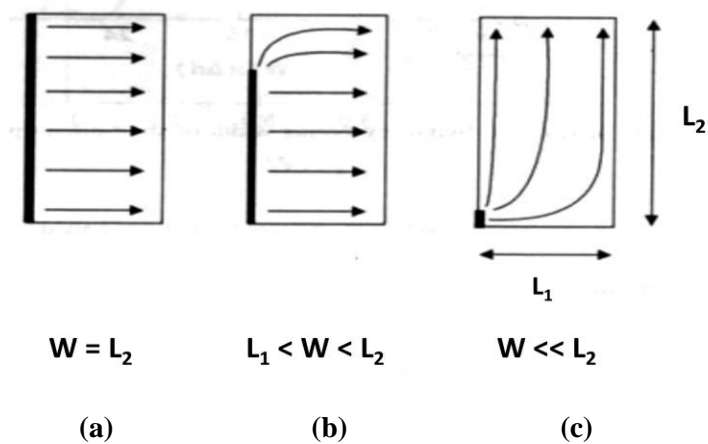 L₂
L₁
W = L₂
L₁ < W < L₂
W << L₂
(a)
(b)
(c)